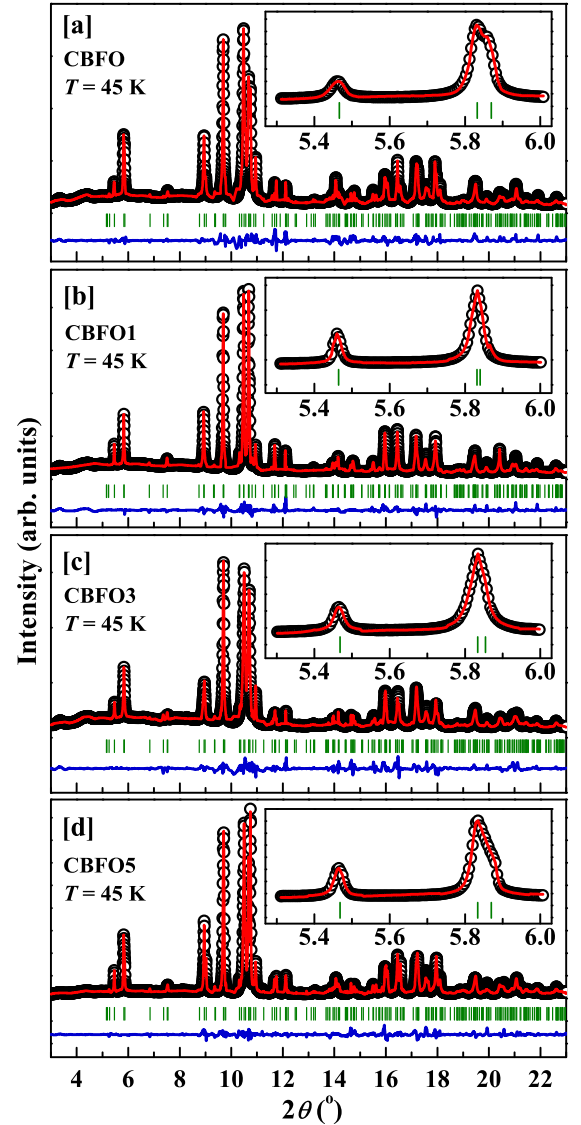 [a]
CBFO
T = 45 K
5.4 5.6 5.8 6.0
[b]
CBFO1
T = 45 K
5.4 5.6 5.8 6.0
[c]
CBFO3
T = 45 K
5.4 5.6 5.8 6.0
[d]
CBFO5
T = 45 K
5.4 5.6 5.8 6.0
Intensity (arb. units)
4 6 8 10 12 14 16 18 20 22
2θ (°)